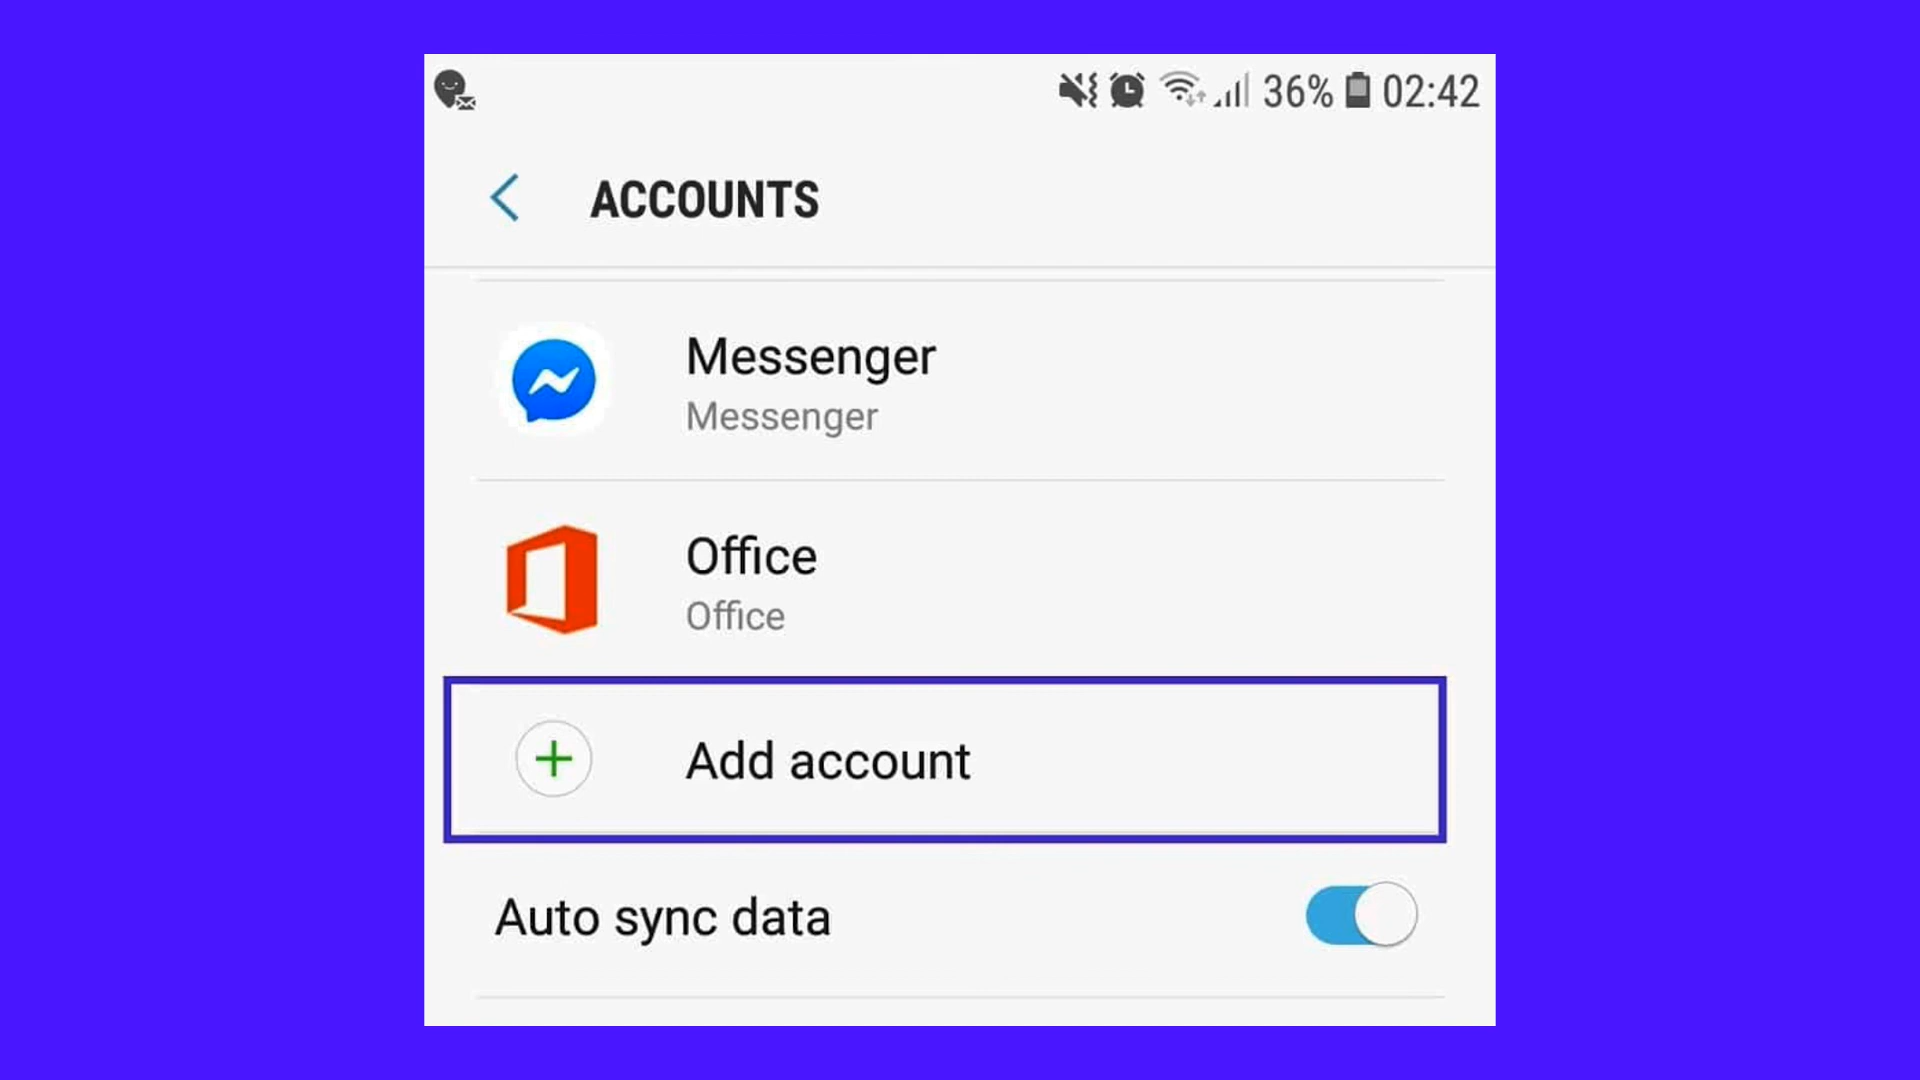 36% 02:42
ACCOUNTS
Messenger
Messenger
Office
Office
Add account
Auto sync data